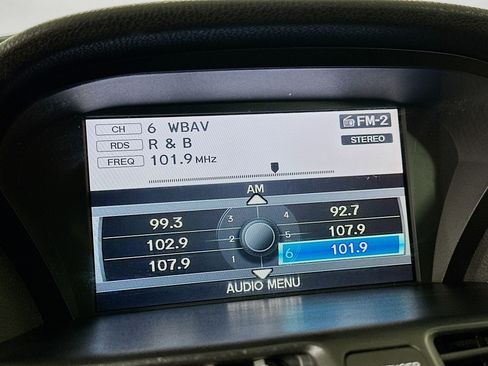 CH 6 WBAV FM-2
RDS R & B STEREO
FREQ 101.9 MHz
AM
99.3 3 4 92.7
102.9 2 5 107.9
107.9 1 6 101.9
AUDIO MENU